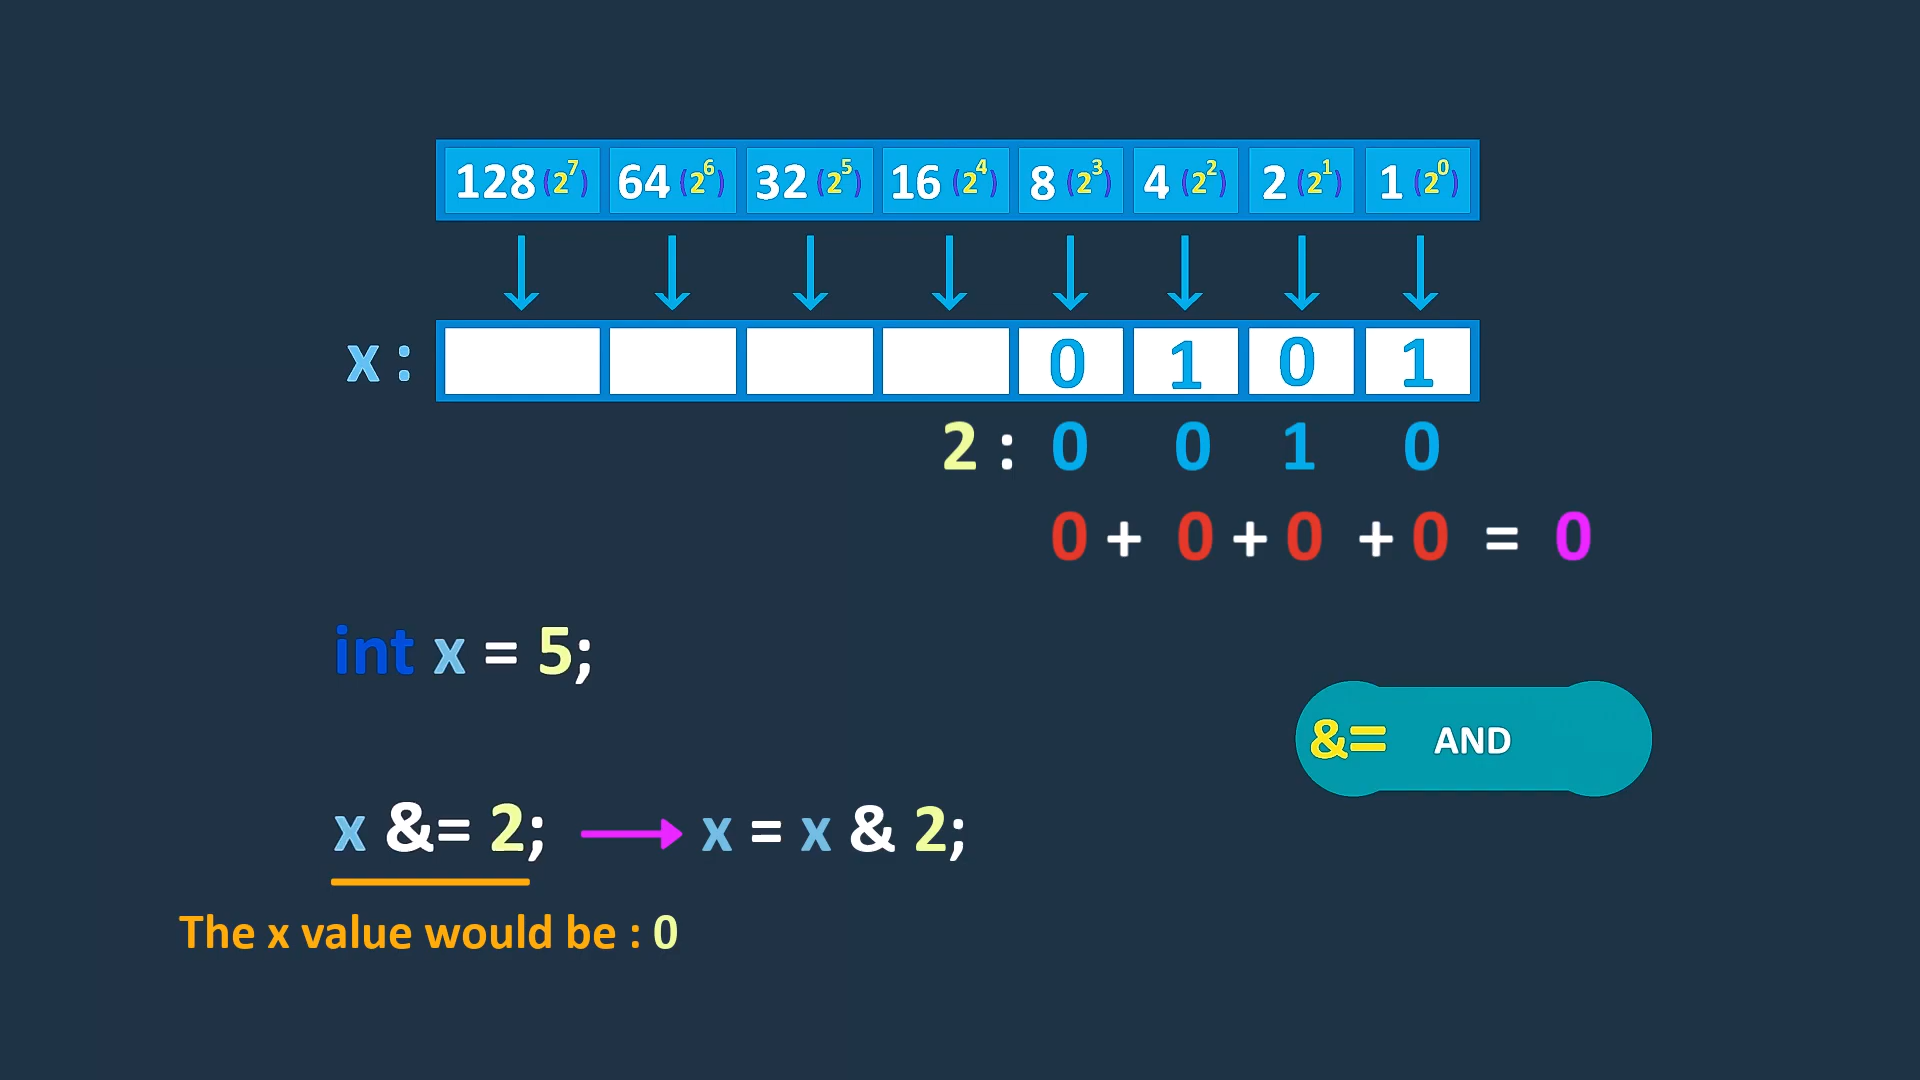 128 (2⁷) 64 (2⁶) 32 (2⁵) 16 (2⁴) 8 (2³) 4 (2²) 2 (2¹) 1 (2⁰)
x : 0 1 0 1
2 : 0 0 1 0
0 + 0 + 0 + 0 = 0
int x = 5;
&= AND
x &= 2; x = x & 2;
The x value would be : 0